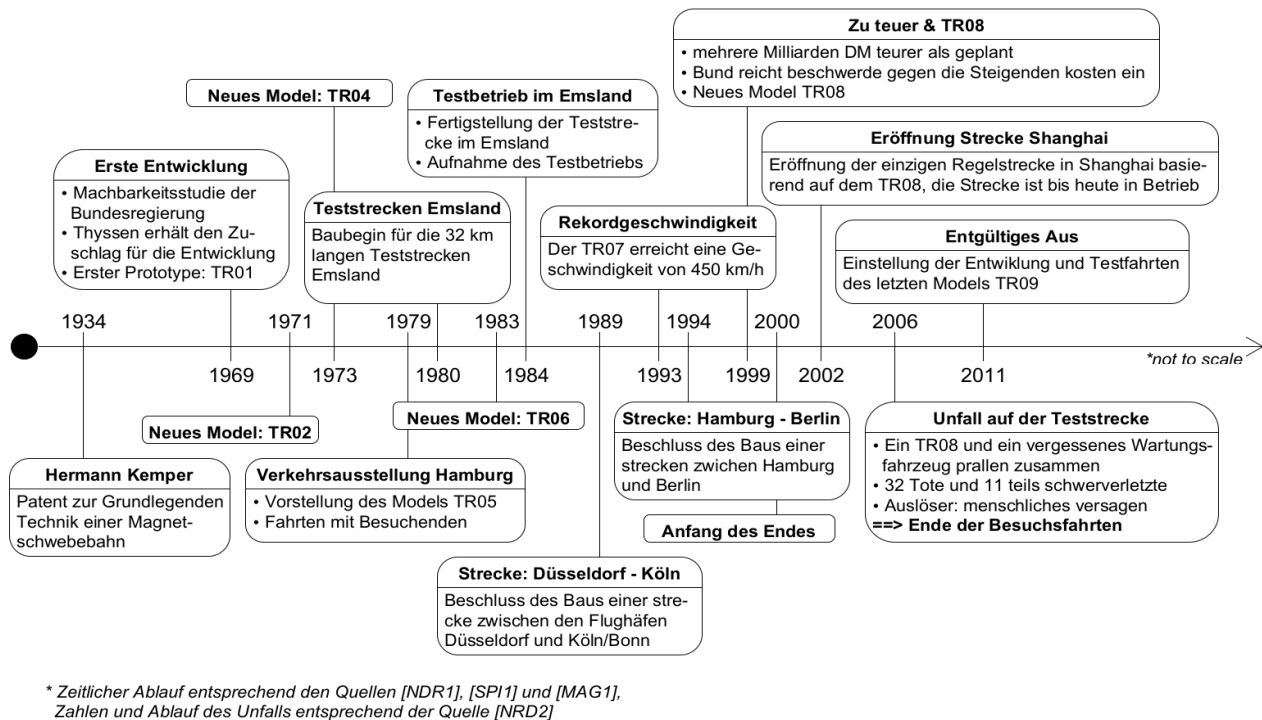 Zu teuer & TR08
• mehrere Milliarden DM teurer als geplant
• Bund reicht beschwerde gegen die Steigenden kosten ein
• Neues Model TR08
Neues Model: TR04
Testbetrieb im Emsland
• Fertigstellung der Teststre-
cke im Emsland
• Aufnahme des Testbetriebs
Eröffnung Strecke Shanghai
Eröffnung der einzigen Regelstrecke in Shanghai basie-
rend auf dem TR08, die Strecke ist bis heute in Betrieb
Erste Entwicklung
• Machbarkeitsstudie der
Bundesregierung
• Thyssen erhält den Zu-
schlag für die Entwicklung
• Erster Prototype: TR01
Teststrecken Emsland
Baubegin für die 32 km
langen Teststrecken
Emsland
Rekordgeschwindigkeit
Der TR07 erreicht eine Ge-
schwindigkeit von 450 km/h
Entgültiges Aus
Einstellung der Entwiklung und Testfahrten
des letzten Models TR09
1934
1971
1979
1983
1989
1994
2000
2006
*not to scale
1969
1973
1980
1984
1993
1999
2002
2011
Neues Model: TR02
Neues Model: TR06
Strecke: Hamburg - Berlin
Beschluss des Baus einer
strecken zwichen Hamburg
und Berlin
Unfall auf der Teststrecke
• Ein TR08 und ein vergessenes Wartungs-
fahrzeug prallen zusammen
• 32 Tote und 11 teils schwerverletzte
• Auslöser: menschliches versagen
==> Ende der Besuchsfahrten
Hermann Kemper
Patent zur Grundlegenden
Technik einer Magnet-
schwebebahn
Verkehrsausstellung Hamburg
• Vorstellung des Models TR05
• Fahrten mit Besuchenden
Anfang des Endes
Strecke: Düsseldorf - Köln
Beschluss des Baus einer stre-
cke zwischen den Flughäfen
Düsseldorf und Köln/Bonn
* Zeitlicher Ablauf entsprechend den Quellen [NDR1], [SPI1] und [MAG1],
Zahlen und Ablauf des Unfalls entsprechend der Quelle [NRD2]